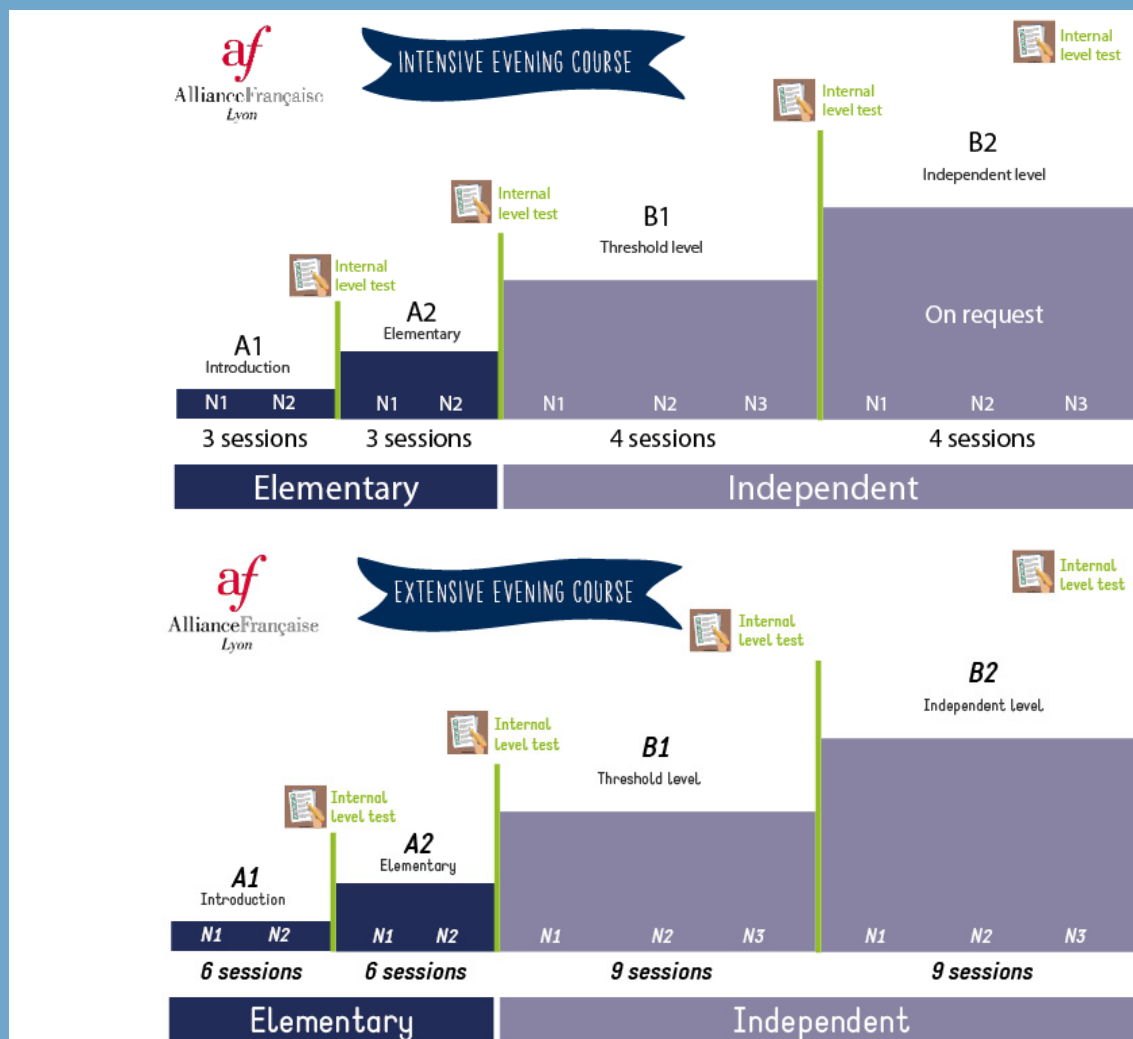 af
AllianceFrançaise
Lyon
INTENSIVE EVENING COURSE
Internal
level test
Internal
level test
B2
Independent level
Internal
level test
B1
Threshold level
Internal
level test
A2
Elementary
On request
A1
Introduction
N1 N2 N1 N2 N1 N2 N3 N1 N2 N3
3 sessions 3 sessions 4 sessions 4 sessions
Elementary Independent
af
AllianceFrançaise
Lyon
EXTENSIVE EVENING COURSE
Internal
level test
Internal
level test
B2
Independent level
Internal
level test
B1
Threshold level
Internal
level test
A2
Elementary
A1
Introduction
N1 N2 N1 N2 N1 N2 N3 N1 N2 N3
6 sessions 6 sessions 9 sessions 9 sessions
Elementary Independent